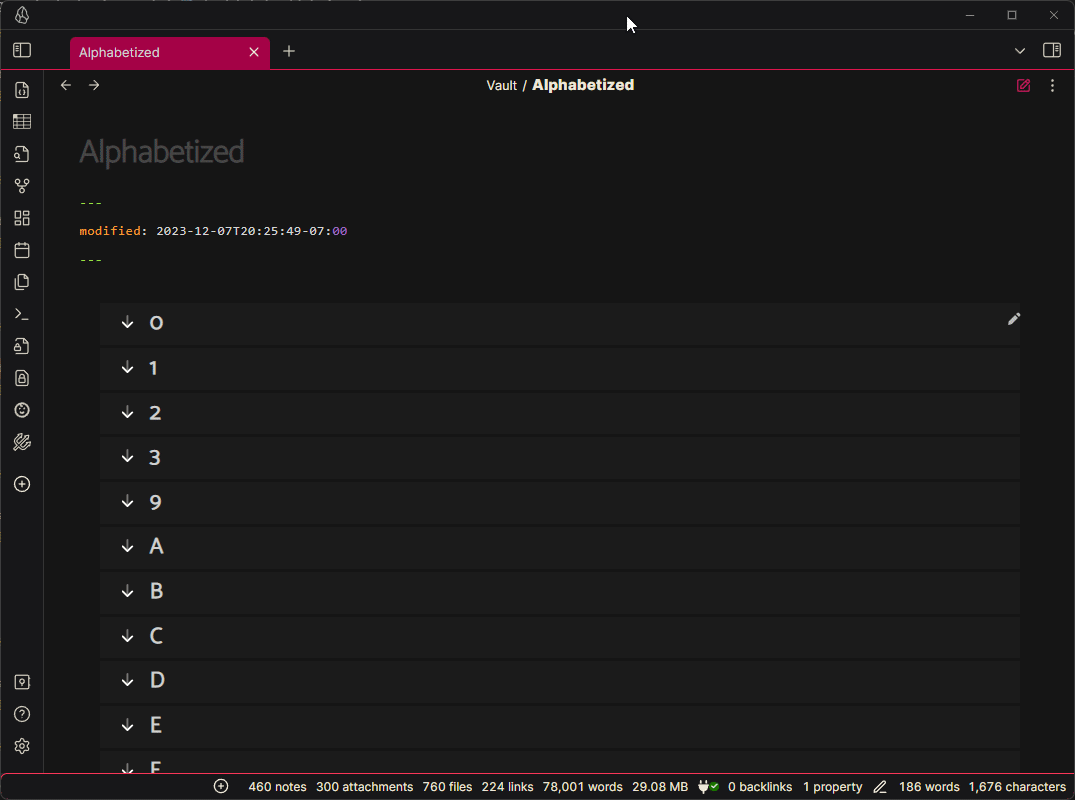 Alphabetized
Vault / Alphabetized
Alphabetized
---
modified: 2023-12-07T20:25:49-07:00
---
0
1
2
3
9
A
B
C
D
E
F
460 notes 300 attachments 760 files 224 links 78,001 words 29.08 MB 0 backlinks 1 property 186 words 1,676 characters